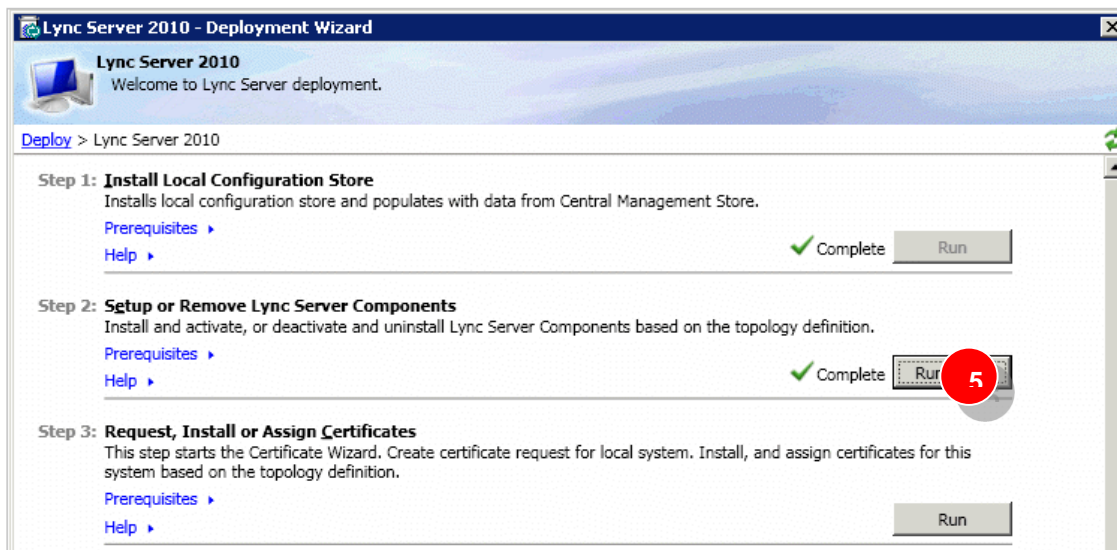 Lync Server 2010 - Deployment Wizard
Lync Server 2010
Welcome to Lync Server deployment.
Deploy > Lync Server 2010
Step 1: Install Local Configuration Store
Installs local configuration store and populates with data from Central Management Store.
Prerequisites
Help
Complete Run
Step 2: Setup or Remove Lync Server Components
Install and activate, or deactivate and uninstall Lync Server Components based on the topology definition.
Prerequisites
Help
Complete 5
Step 3: Request, Install or Assign Certificates
This step starts the Certificate Wizard. Create certificate request for local system. Install, and assign certificates for this
system based on the topology definition.
Prerequisites
Help
Run